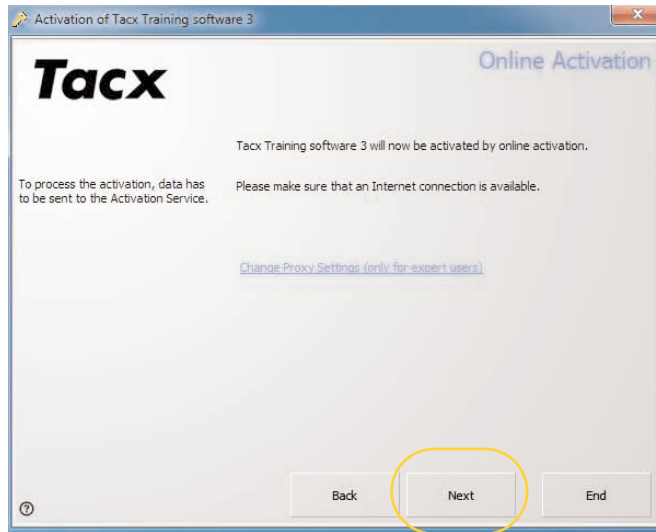 Activation of Tacx Training software 3
X
Tacx
Online Activation
Tacx Training software 3 will now be activated by online activation.
To process the activation, data has
to be sent to the Activation Service.
Please make sure that an Internet connection is available.
Change Proxy Settings (only for expert users)
Back
Next
End
?